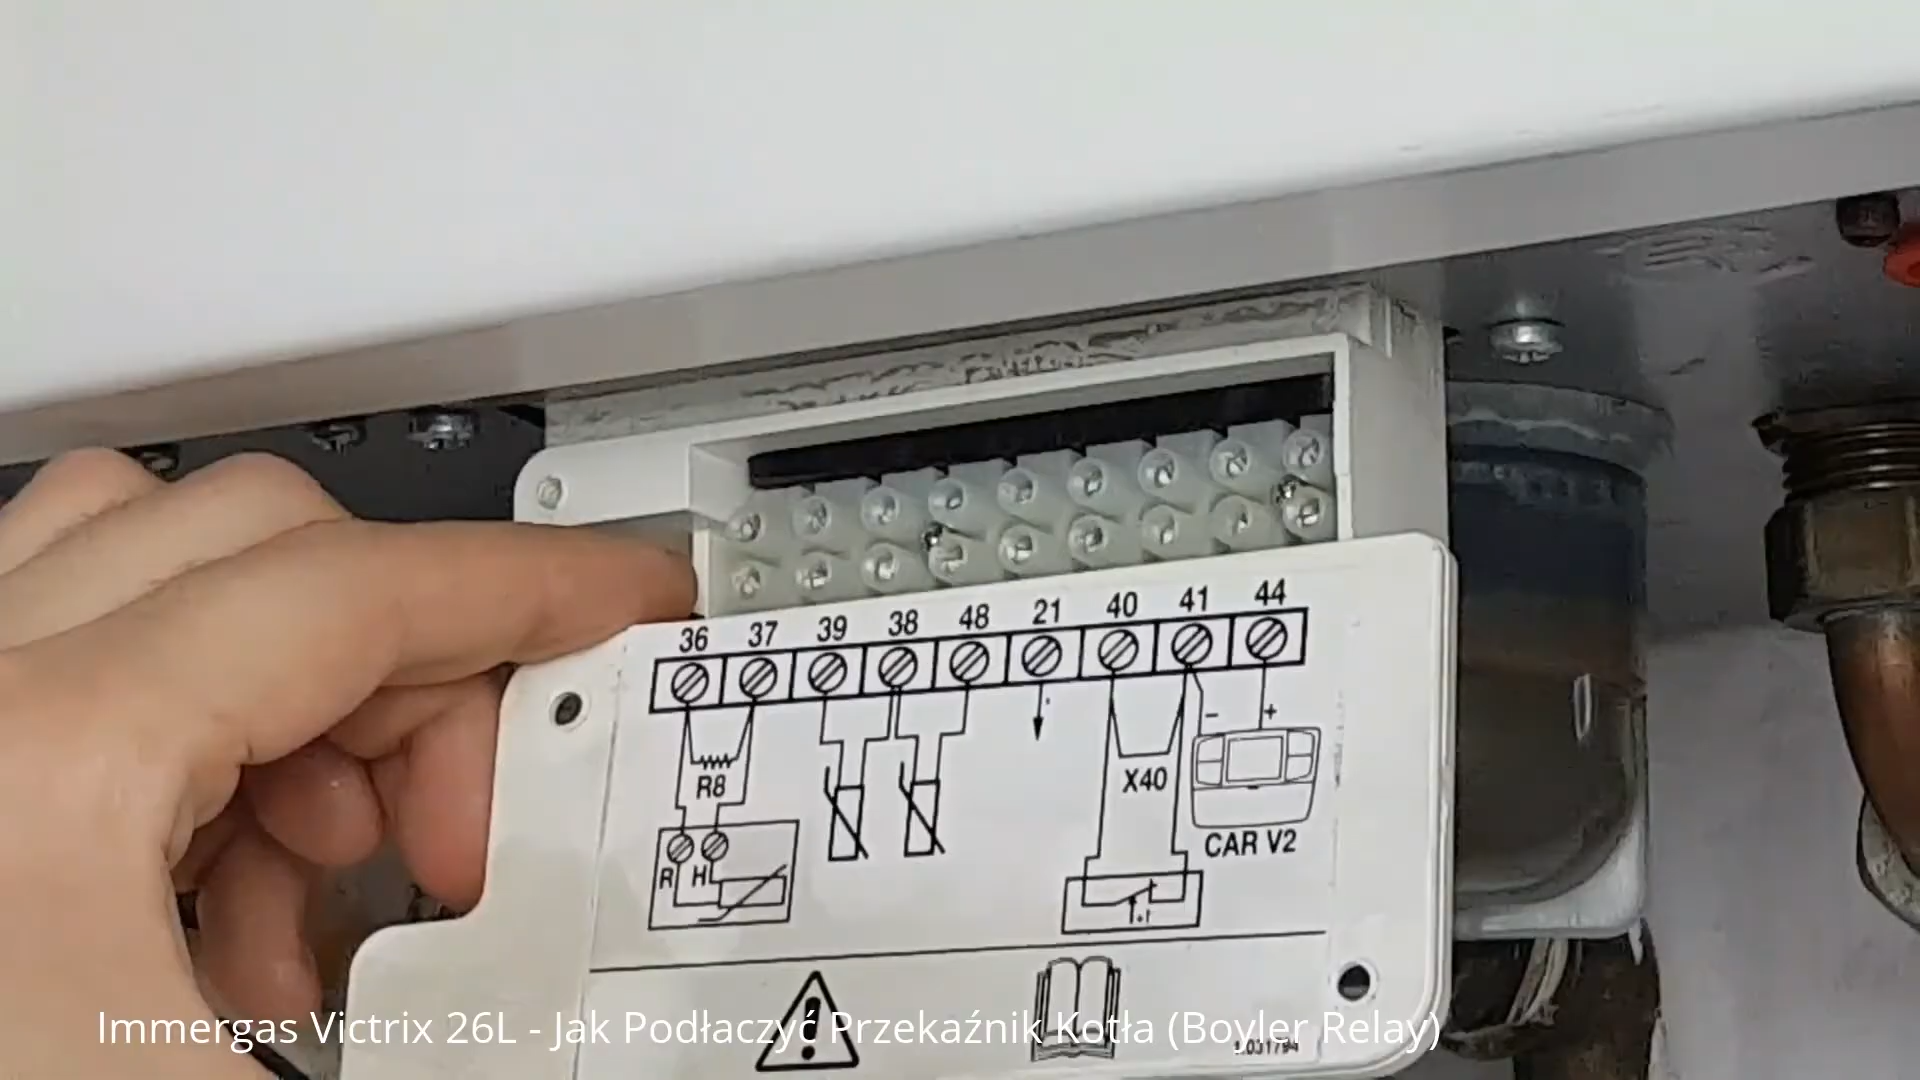 36 37 39 38 48 21 40 41 44
- +
R8
X40
CAR V2
R H
Immergas Victrix 26L - Jak Podłaczyć Przekaźnik Kotła (Boyler Relay)